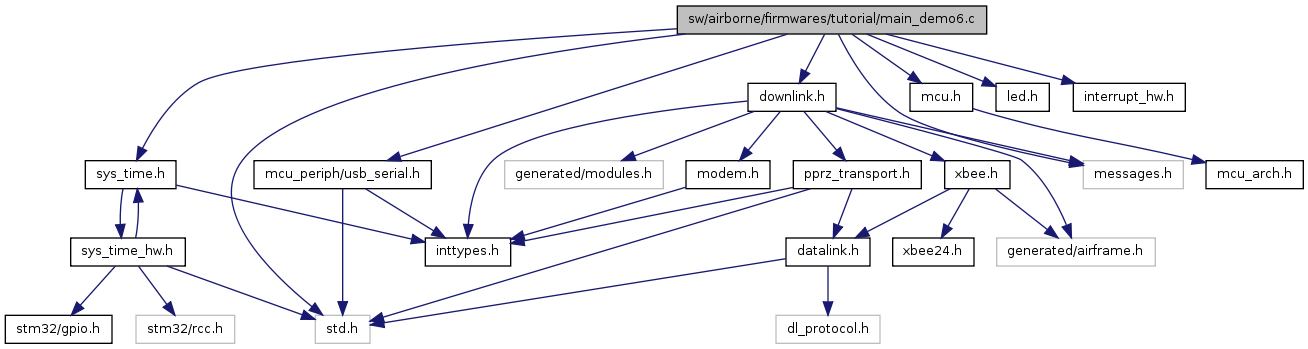 sw/airborne/firmwares/tutorial/main_demo6.c
downlink.h
mcu.h
led.h
interrupt_hw.h
sys_time.h
mcu_periph/usb_serial.h
generated/modules.h
modem.h
pprz_transport.h
xbee.h
messages.h
mcu_arch.h
sys_time_hw.h
inttypes.h
datalink.h
xbee24.h
generated/airframe.h
stm32/gpio.h
stm32/rcc.h
std.h
dl_protocol.h